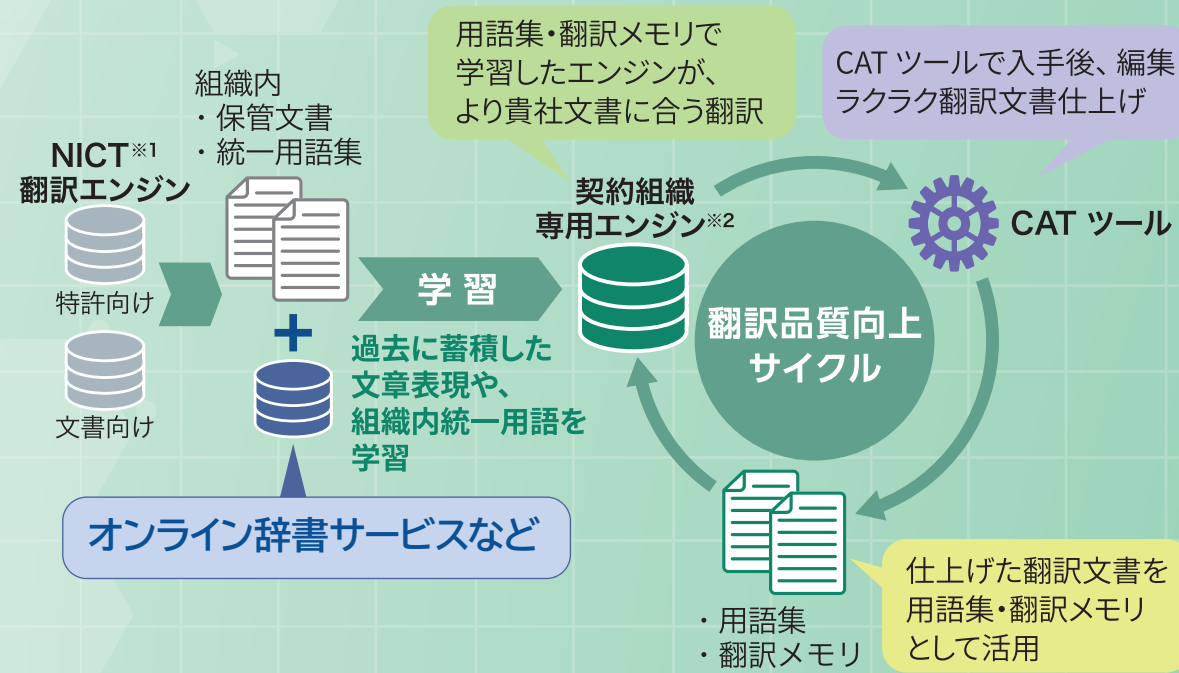 用語集・翻訳メモリで
学習したエンジンが、
より貴社文書に合う翻訳
CAT ツールで入手後、編集
ラクラク翻訳文書仕上げ
組織内
・保管文書
・統一用語集
NICT※1
翻訳エンジン
特許向け
文書向け
学習
過去に蓄積した
文章表現や、
組織内統一用語を
学習
オンライン辞書サービスなど
契約組織
専用エンジン※2
CAT ツール
翻訳品質向上
サイクル
・用語集
・翻訳メモリ
仕上げた翻訳文書を
用語集・翻訳メモリ
として活用